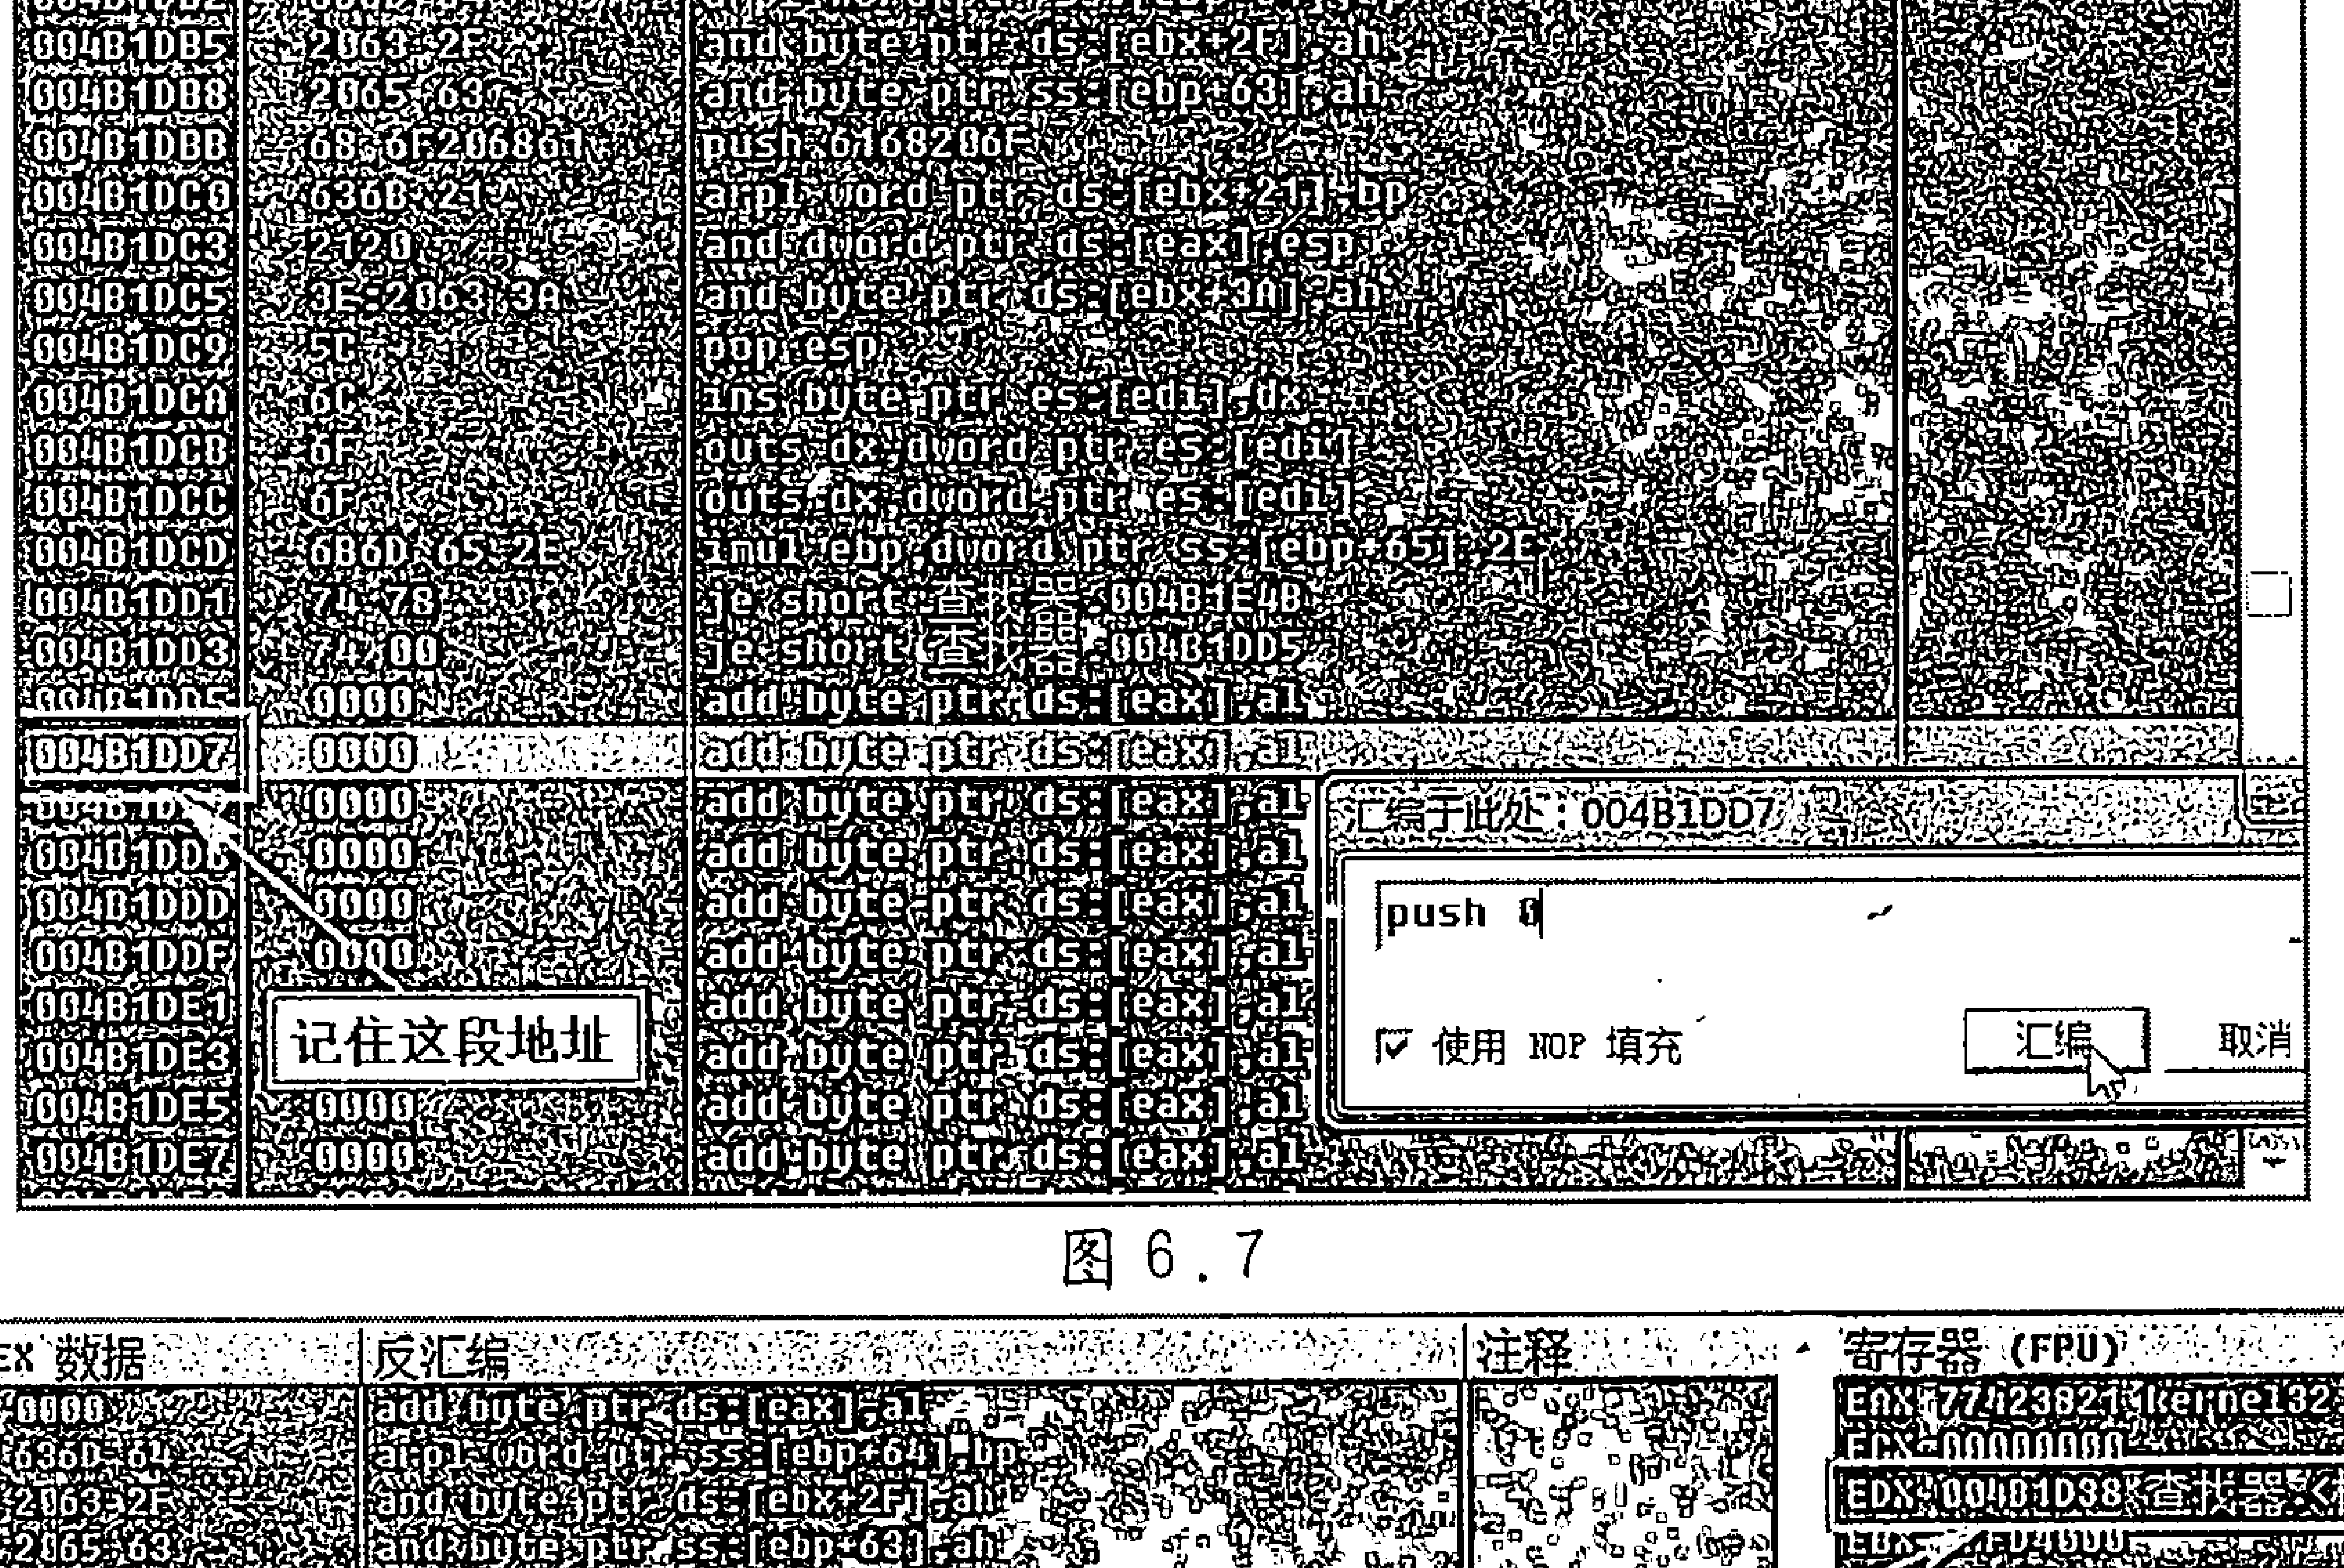 004B1DB5 2063 2F and byte ptr ds:[ebx+2F],ah
004B1DB8 2065 63 and byte ptr ss:[ebp+63],ah
004B1DBB 68 6F206861 push 6168206F
004B1DC0 636B 21 arpl word ptr ds:[ebx+21],bp
004B1DC3 2120 and dword ptr ds:[eax],esp
004B1DC5 3E:2063 3A and byte ptr ds:[ebx+3A],ah
004B1DC9 5C pop esp
004B1DCA 6C ins byte ptr es:[edi],dx
004B1DCB 6F outs dx,dword ptr es:[edi]
004B1DCC 6F outs dx,dword ptr es:[edi]
004B1DCD 6B6D 65 2E imul ebp,dword ptr ss:[ebp+65],2E
004B1DD1 74 78 je short 查找器.004B1E4B
004B1DD3 74 00 je short 查找器.004B1DD5
004B1DD5 0000 add byte ptr ds:[eax],al
004B1DD7 0000 add byte ptr ds:[eax],al
0000 add byte ptr ds:[eax],al
汇编于此处:004B1DD7
004B1DDB 0000 add byte ptr ds:[eax],al
004B1DDD 0000 add byte ptr ds:[eax],al
push 0
004B1DDF 0000 add byte ptr ds:[eax],al
004B1DE1 add byte ptr ds:[eax],al
记住这段地址
004B1DE3 add byte ptr ds:[eax],al
使用 NOP 填充 汇编 取消
004B1DE5 0000 add byte ptr ds:[eax],al
004B1DE7 0000 add byte ptr ds:[eax],al
图 6.7
EX 数据 反汇编 注释 寄存器 (FPU)
0000 add byte ptr ds:[eax],al EAX 77423821 kernel32
636D 64 arpl word ptr ss:[ebp+64],bp ECX 00000000
2063 2F and byte ptr ds:[ebx+2F],ah EDX 004B1D38 查找器.<
2065 63 and byte ptr ss:[ebp+63],ah